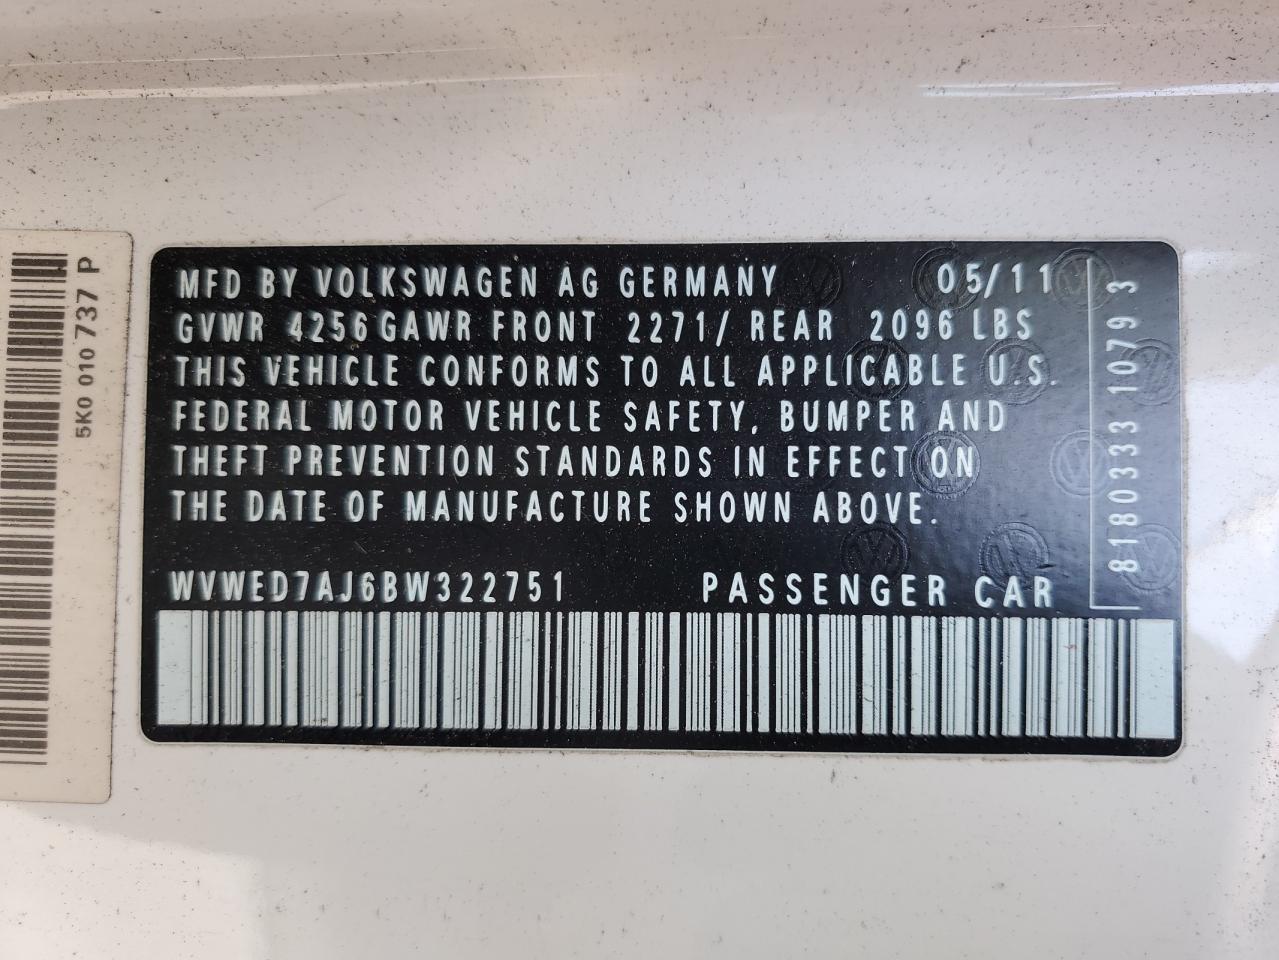 MFD BY VOLKSWAGEN AG GERMANY 05/11
GVWR 4256 GAWR FRONT 2271/ REAR 2096 LBS
THIS VEHICLE CONFORMS TO ALL APPLICABLE U.S.
FEDERAL MOTOR VEHICLE SAFETY, BUMPER AND
THEFT PREVENTION STANDARDS IN EFFECT ON
THE DATE OF MANUFACTURE SHOWN ABOVE.
WVWED7AJ6BW322751 PASSENGER CAR
8180333 10793
5K0 010 737 P